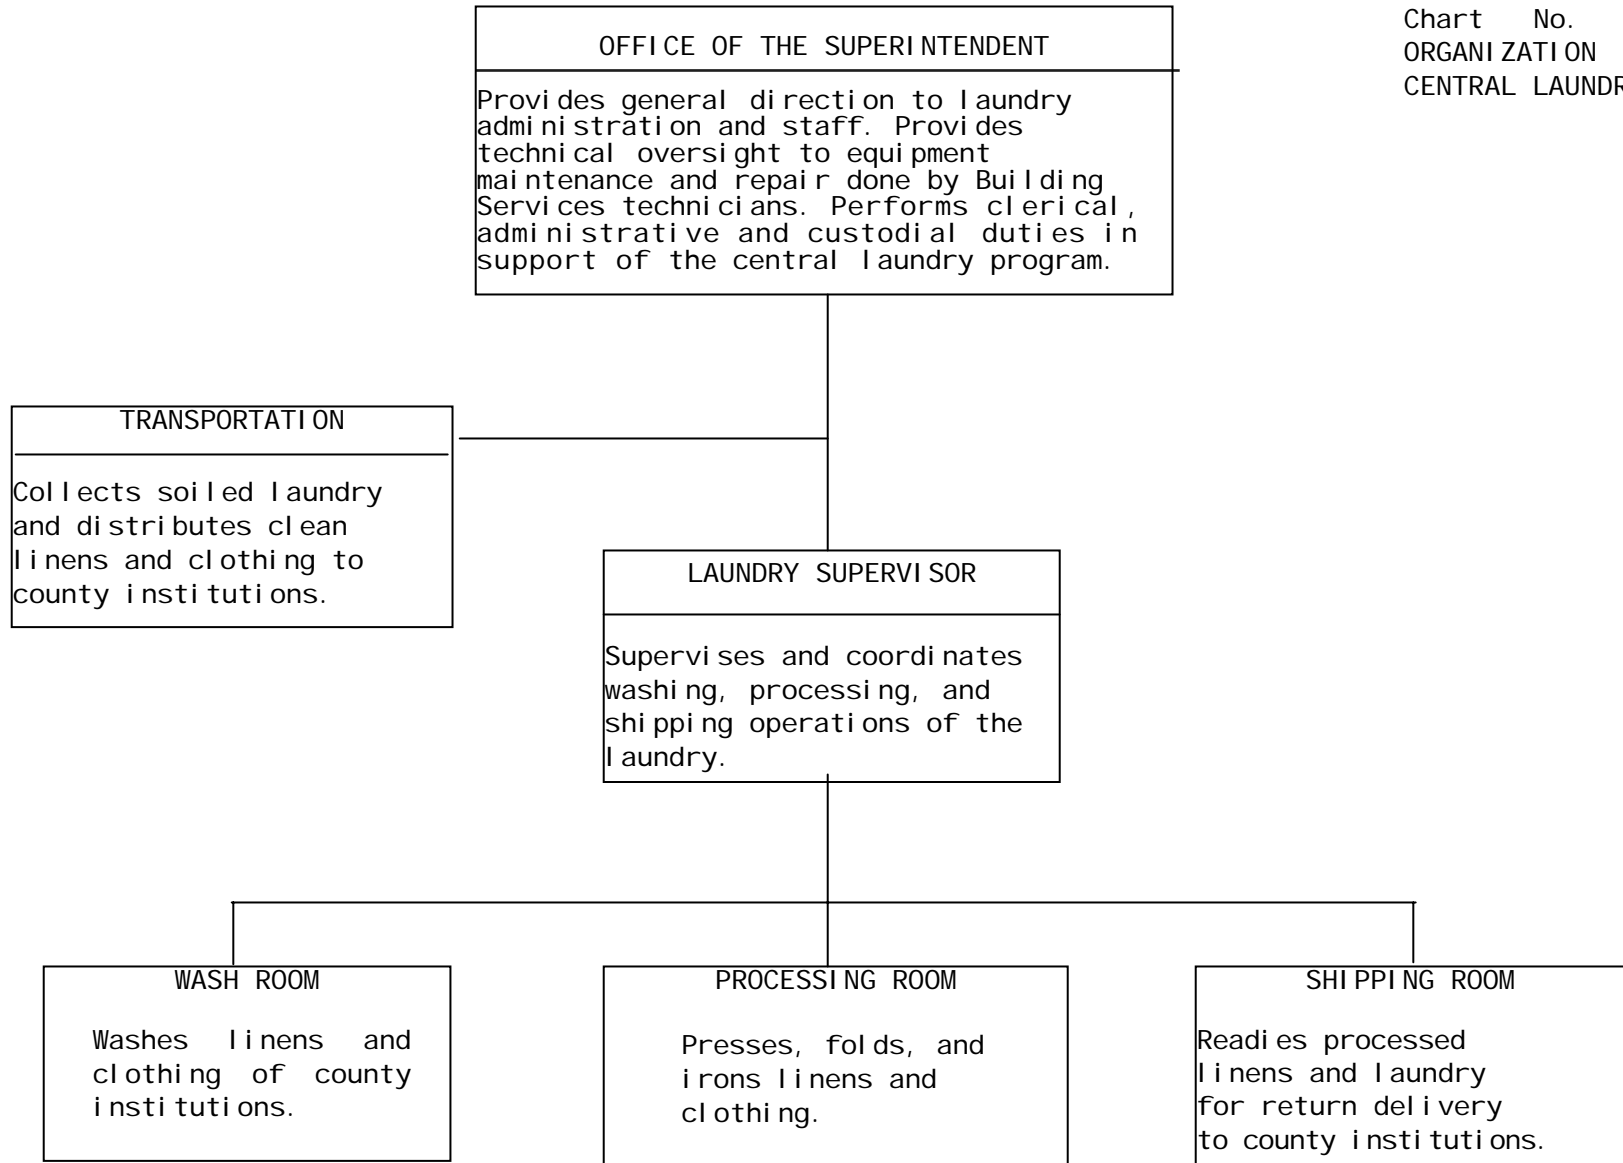 Chart No.
ORGANIZATION
CENTRAL LAUNDR
OFFICE OF THE SUPERINTENDENT
Provides general direction to laundry
administration and staff. Provides
technical oversight to equipment
maintenance and repair done by Building
Services technicians. Performs clerical,
administrative and custodial duties in
support of the central laundry program.
TRANSPORTATION
Collects soiled laundry
and distributes clean
linens and clothing to
county institutions.
LAUNDRY SUPERVISOR
Supervises and coordinates
washing, processing, and
shipping operations of the
laundry.
WASH ROOM
Washes linens and
clothing of county
institutions.
PROCESSING ROOM
Presses, folds, and
irons linens and
clothing.
SHIPPING ROOM
Readies processed
linens and laundry
for return delivery
to county institutions.